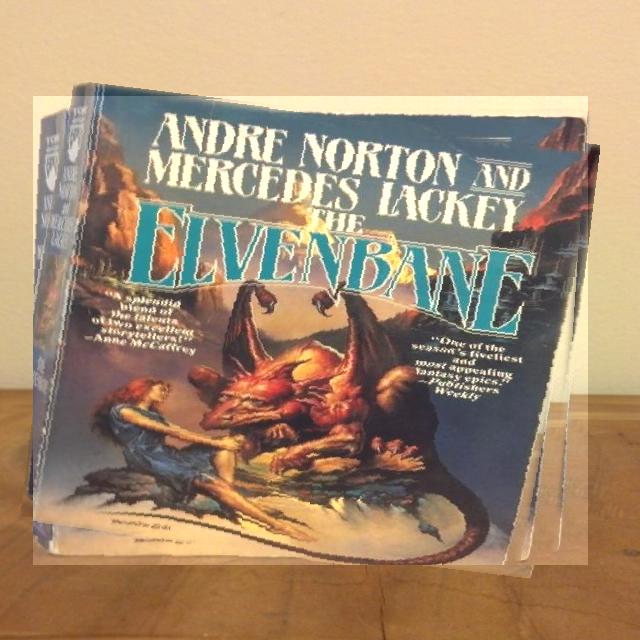 ANDRE NORTON AND
MERCEDES LACKEY
THE
ELVENBANE
"A splendid
blend of
the talents
of two excellent
storytellers!"
—Anne McCaffrey
"One of the
season's liveliest
and
most appealing
fantasy epics."
—Publishers
Weekly